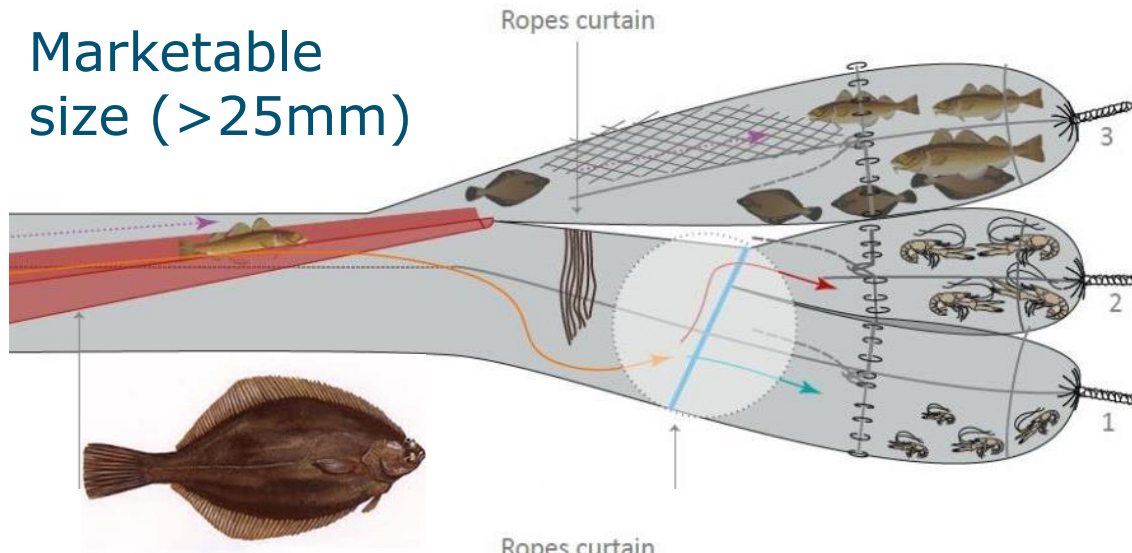 Ropes curtain
Marketable
size (>25mm)
3
2
1
Ropes curtain